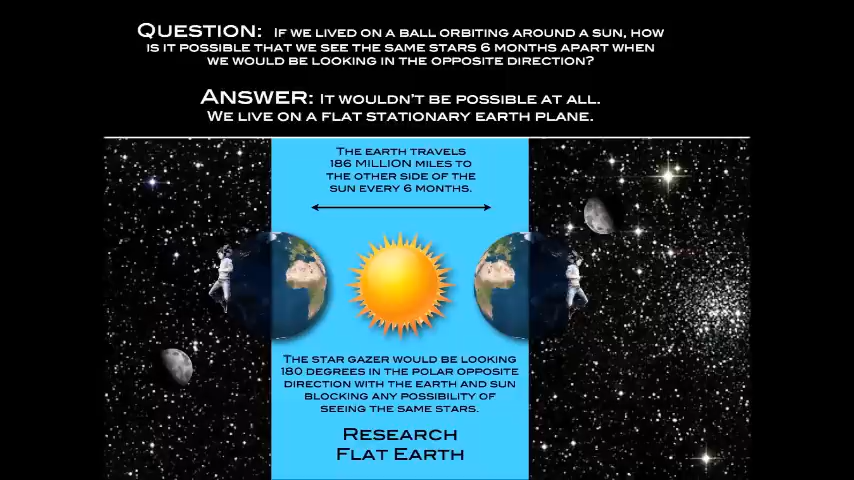 QUESTION: IF WE LIVED ON A BALL ORBITING AROUND A SUN, HOW
IS IT POSSIBLE THAT WE SEE THE SAME STARS 6 MONTHS APART WHEN
WE WOULD BE LOOKING IN THE OPPOSITE DIRECTION?
ANSWER: IT WOULDN'T BE POSSIBLE AT ALL.
WE LIVE ON A FLAT STATIONARY EARTH PLANE.
THE EARTH TRAVELS
186 MILLION MILES TO
THE OTHER SIDE OF THE
SUN EVERY 6 MONTHS.
THE STAR GAZER WOULD BE LOOKING
180 DEGREES IN THE POLAR OPPOSITE
DIRECTION WITH THE EARTH AND SUN
BLOCKING ANY POSSIBILITY OF
SEEING THE SAME STARS.
RESEARCH
FLAT EARTH